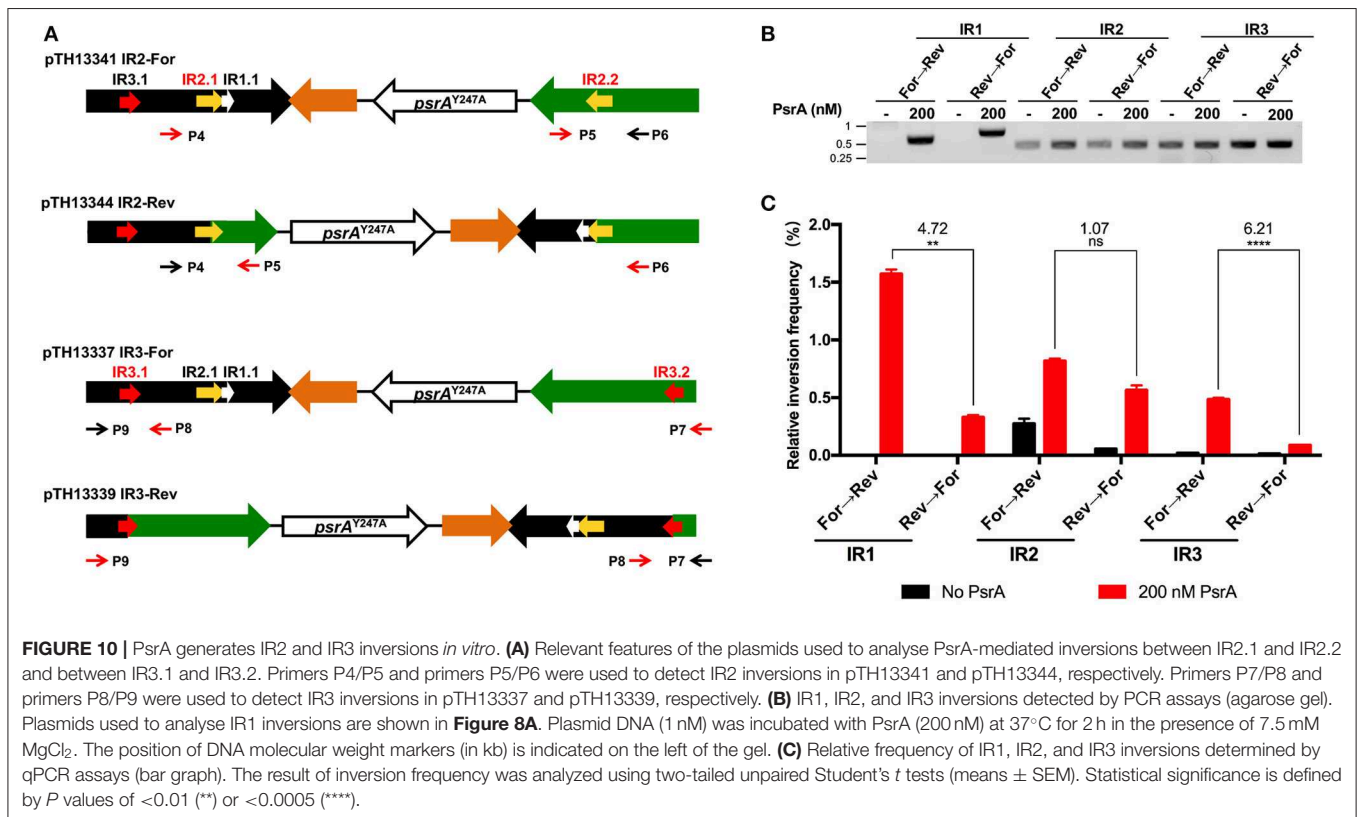 A
pTH13341 IR2-For
IR3.1 IR2.1 IR1.1 IR2.2
psrAY247A
P4 P5 P6
pTH13344 IR2-Rev
psrAY247A
P4 P5 P6
pTH13337 IR3-For
IR3.1 IR2.1 IR1.1 IR3.2
psrAY247A
P9 P8 P7
pTH13339 IR3-Rev
psrAY247A
P9 P8 P7
B
IR1 IR2 IR3
For→Rev Rev→For For→Rev Rev→For For→Rev Rev→For
PsrA (nM) - 200 - 200 - 200 - 200 - 200 - 200
1
0.5
0.25
C
Relative inversion frequency (%)
2.0
1.5
1.0
0.5
0.0
4.72 1.07 6.21
** ns ****
For→Rev Rev→For For→Rev Rev→For For→Rev Rev→For
IR1 IR2 IR3
No PsrA 200 nM PsrA
FIGURE 10 | PsrA generates IR2 and IR3 inversions in vitro. (A) Relevant features of the plasmids used to analyse PsrA-mediated inversions between IR2.1 and IR2.2
and between IR3.1 and IR3.2. Primers P4/P5 and primers P5/P6 were used to detect IR2 inversions in pTH13341 and pTH13344, respectively. Primers P7/P8 and
primers P8/P9 were used to detect IR3 inversions in pTH13337 and pTH13339, respectively. (B) IR1, IR2, and IR3 inversions detected by PCR assays (agarose gel).
Plasmids used to analyse IR1 inversions are shown in Figure 8A. Plasmid DNA (1 nM) was incubated with PsrA (200 nM) at 37°C for 2 h in the presence of 7.5 mM
MgCl₂. The position of DNA molecular weight markers (in kb) is indicated on the left of the gel. (C) Relative frequency of IR1, IR2, and IR3 inversions determined by
qPCR assays (bar graph). The result of inversion frequency was analyzed using two-tailed unpaired Student's t tests (means ± SEM). Statistical significance is defined
by P values of <0.01 (**) or <0.0005 (****).